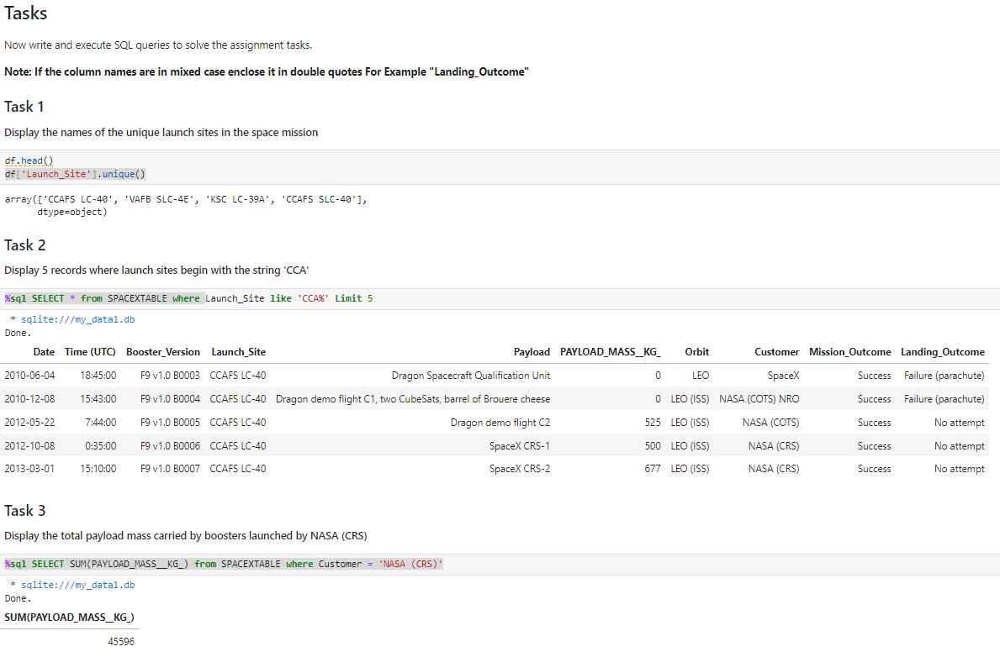 Tasks
Now write and execute SQL queries to solve the assignment tasks.
Note: If the column names are in mixed case enclose it in double quotes For Example "Landing_Outcome"
Task 1
Display the names of the unique launch sites in the space mission
df.head()
df['Launch_Site'].unique()
array(['CCAFS LC-40', 'VAFB SLC-4E', 'KSC LC-39A', 'CCAFS SLC-40'],
dtype=object)
Task 2
Display 5 records where launch sites begin with the string 'CCA'
%sql SELECT * from SPACEXTABLE where Launch_Site like 'CCA%' Limit 5
* sqlite:///my_data1.db
Done.
Date Time (UTC) Booster_Version Launch_Site Payload PAYLOAD_MASS__KG_ Orbit Customer Mission_Outcome Landing_Outcome
2010-06-04 18:45:00 F9 v1.0 B0003 CCAFS LC-40 Dragon Spacecraft Qualification Unit 0 LEO SpaceX Success Failure (parachute)
2010-12-08 15:43:00 F9 v1.0 B0004 CCAFS LC-40 Dragon demo flight C1, two CubeSats, barrel of Brouere cheese 0 LEO (ISS) NASA (COTS) NRO Success Failure (parachute)
2012-05-22 7:44:00 F9 v1.0 B0005 CCAFS LC-40 Dragon demo flight C2 525 LEO (ISS) NASA (COTS) Success No attempt
2012-10-08 0:35:00 F9 v1.0 B0006 CCAFS LC-40 SpaceX CRS-1 500 LEO (ISS) NASA (CRS) Success No attempt
2013-03-01 15:10:00 F9 v1.0 B0007 CCAFS LC-40 SpaceX CRS-2 677 LEO (ISS) NASA (CRS) Success No attempt
Task 3
Display the total payload mass carried by boosters launched by NASA (CRS)
%sql SELECT SUM(PAYLOAD_MASS__KG_) from SPACEXTABLE where Customer = 'NASA (CRS)'
* sqlite:///my_data1.db
Done.
SUM(PAYLOAD_MASS__KG_)
45596